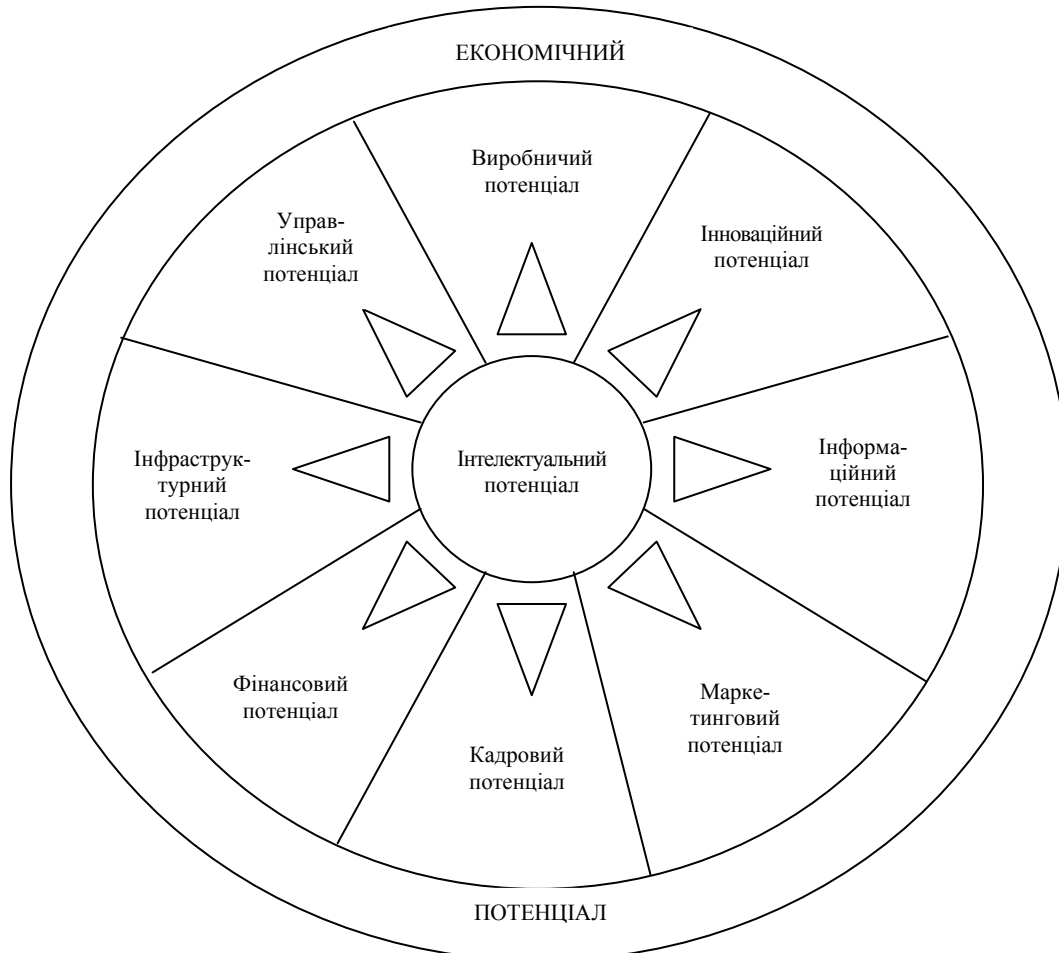 ЕКОНОМІЧНИЙ
Виробничий
потенціал
Інноваційний
потенціал
Інформа-
ційний
потенціал
Марке-
тинговий
потенціал
Кадровий
потенціал
Фінансовий
потенціал
Інфраструк-
турний
потенціал
Управ-
лінський
потенціал
Інтелектуальний
потенціал
ПОТЕНЦІАЛ